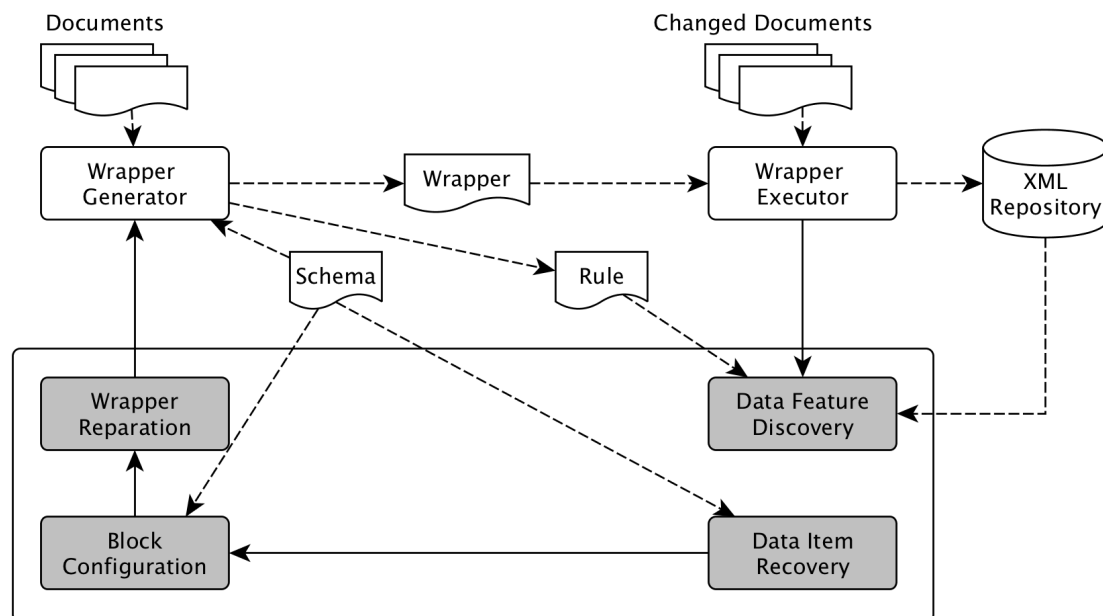 Documents
Changed Documents
Wrapper
Generator
Wrapper
Wrapper
Executor
XML
Repository
Schema
Rule
Wrapper
Reparation
Data Feature
Discovery
Block
Configuration
Data Item
Recovery